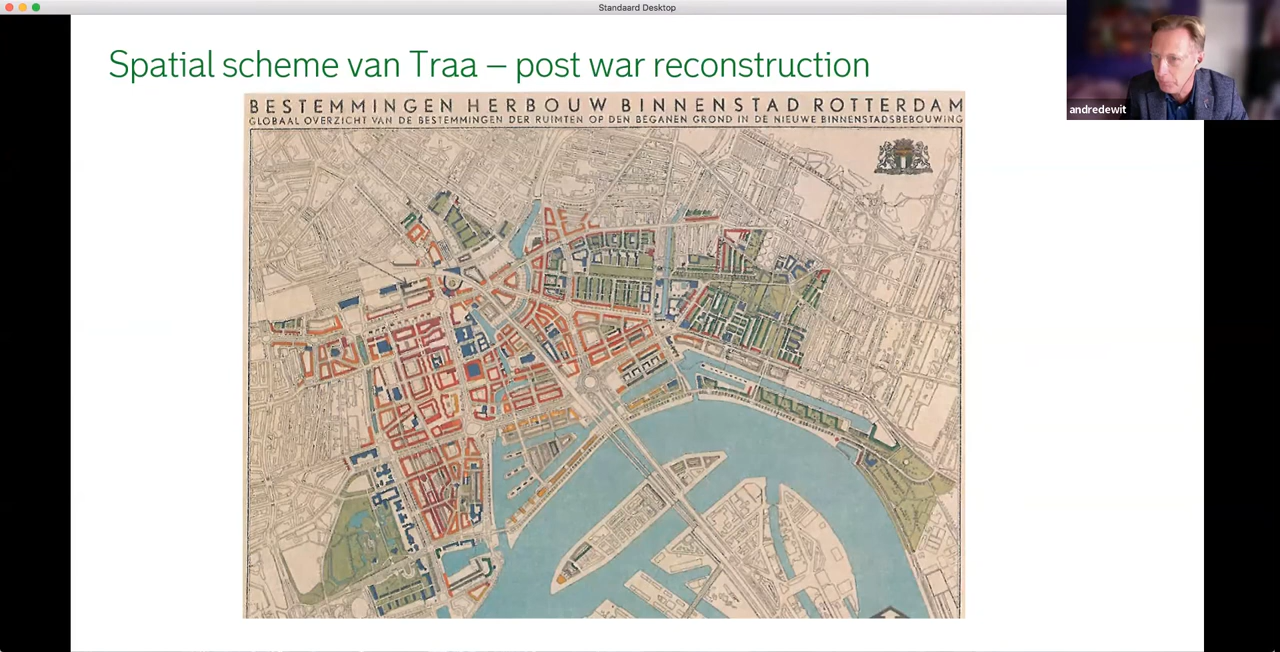 Standaard Desktop
Spatial scheme van Traa – post war reconstruction
andredewit
BESTEMMINGEN HERBOUW BINNENSTAD ROTTERDAM
GLOBAAL OVERZICHT VAN DE BESTEMMINGEN DER RUIMTEN OP DEN BEGANEN GROND IN DE NIEUWE BINNENSTADSBEBOUWING